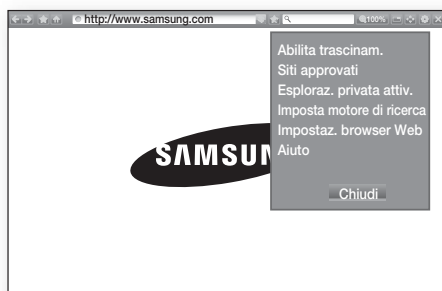 http://www.samsung.com
100%
Abilita trascinam.
Siti approvati
Esploraz. privata attiv.
Imposta motore di ricerca
Impostaz. browser Web
Aiuto
Chiudi
SAMSUN